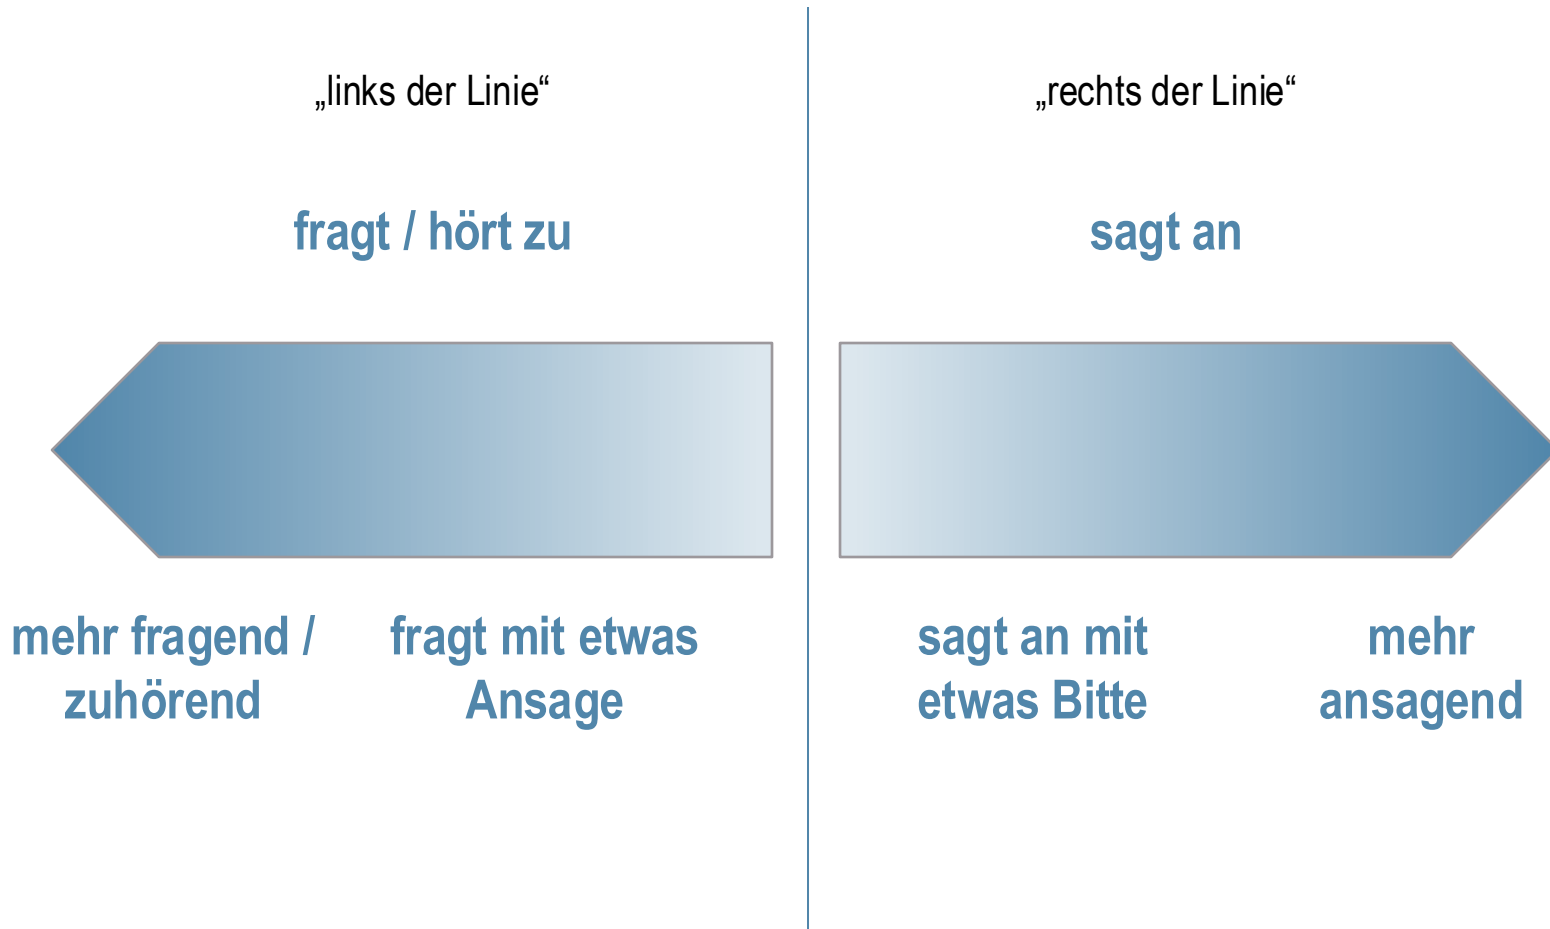 „links der Linie“
„rechts der Linie“
fragt / hört zu
sagt an
mehr fragend /
zuhörend
fragt mit etwas
Ansage
sagt an mit
etwas Bitte
mehr
ansagend